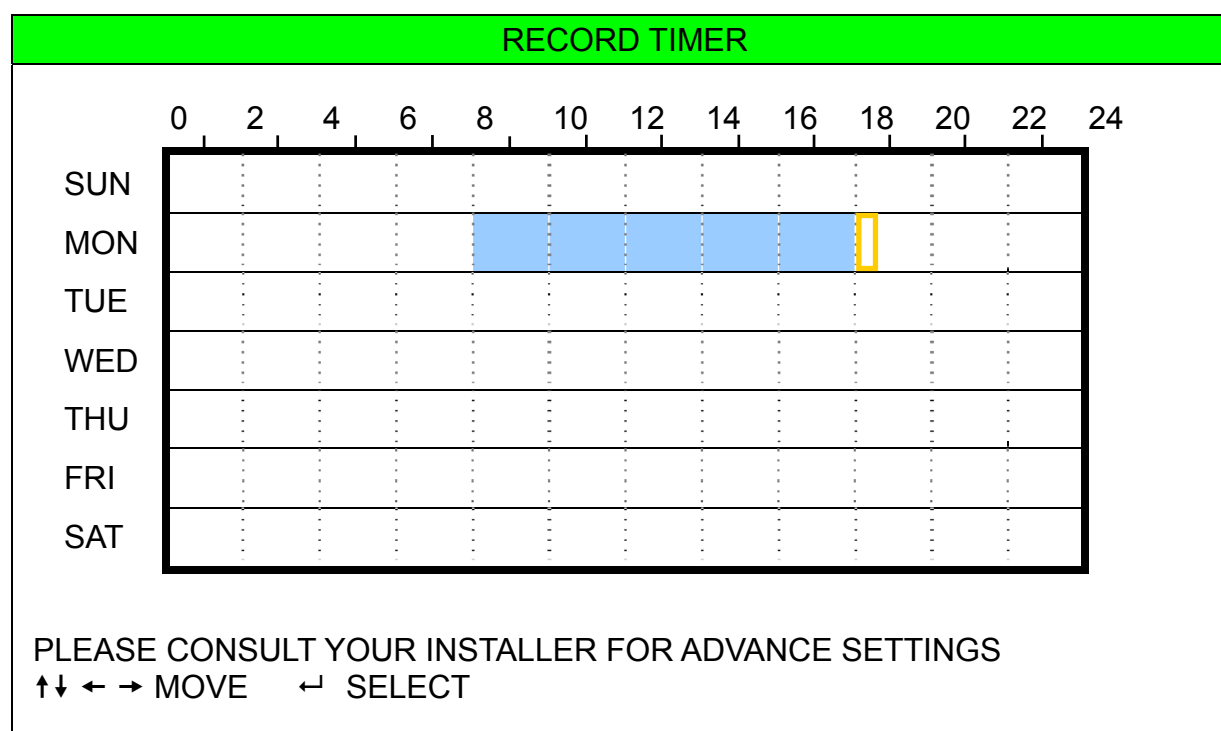 RECORD TIMER
0 2 4 6 8 10 12 14 16 18 20 22 24
SUN
MON
TUE
WED
THU
FRI
SAT
PLEASE CONSULT YOUR INSTALLER FOR ADVANCE SETTINGS
↑↓ ← → MOVE ↵ SELECT